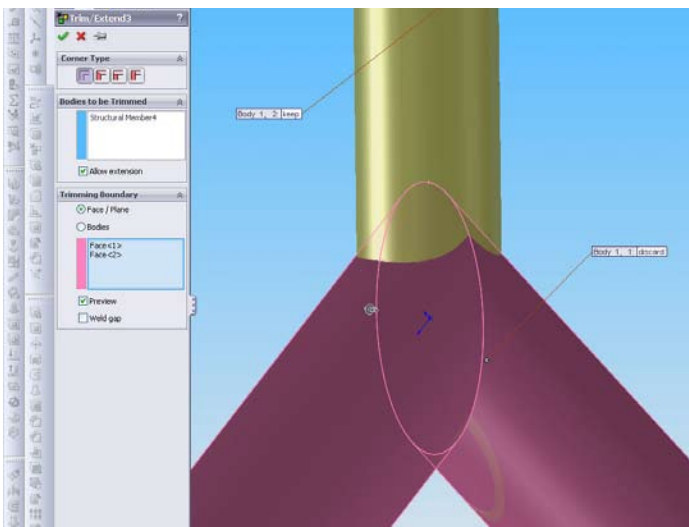 Trim/Extend3 ?
Corner Type
Bodies to be Trimmed
Structural Member4
Allow extension
Trimming Boundary
Face / Plane
Bodies
Face<1>
Face<2>
Preview
Weld gap
Body 1, 2 keep
Body 1, 1 discard